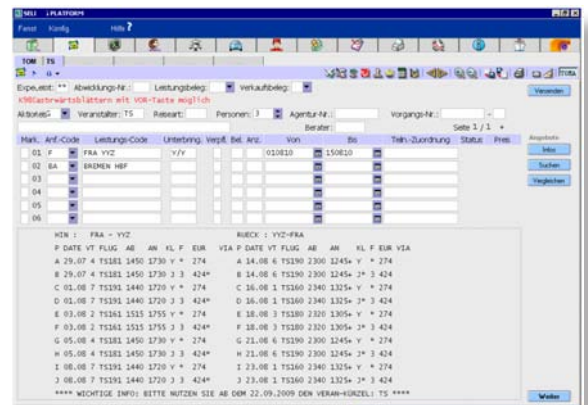 SELI i-PLATFORM
Fenst Konfig Hilfe ?
TOM TS
Expe.,eist: ** Abwicklungs-Nr.: Leistungsbeleg: Verkaufsbeleg:
Versenden
Veranstalter: TS Reiseart: Personen: 3 Agentur-Nr.: Vorgangs-Nr.: -
Berater: Seite 1 / 1 +
Mark. Anf.-Code Leistungs-Code Unterbring. Verpfl. Bel. Anz. Von Bis Teiln.-Zuordnung Status Preis
Angebote
01 F FRA YYZ Y/Y 010810 150810
Infos
02 BA BREMEN HBF
Suchen
03
Vergleichen
04
05
06
HIN : FRA - YYZ RUECK : YYZ-FRA
P DATE VT FLUG AB AN KL F EUR VIA P DATE VT FLUG AB AN KL F EUR VIA
A 29.07 4 TS181 1450 1730 Y * 274 A 14.08 6 TS190 2300 1245+ Y * 274
B 29.07 4 TS181 1450 1730 J 3 424* B 14.08 6 TS190 2300 1245+ J* 3 424
C 01.08 7 TS191 1440 1720 Y * 274 C 16.08 1 TS160 2340 1325+ Y * 274
D 01.08 7 TS191 1440 1720 J 3 424* D 16.08 1 TS160 2340 1325+ J* 3 424
E 03.08 2 TS161 1515 1755 Y * 274 E 18.08 3 TS180 2320 1305+ Y * 274
F 03.08 2 TS161 1515 1755 J 3 424* F 18.08 3 TS180 2320 1305+ J* 3 424
G 05.08 4 TS181 1450 1730 Y * 274 G 21.08 6 TS190 2300 1245+ Y * 274
H 05.08 4 TS181 1450 1730 J 3 424* H 21.08 6 TS190 2300 1245+ J* 3 424
I 08.08 7 TS191 1440 1720 Y * 274 I 23.08 1 TS160 2340 1325+ Y * 274
J 08.08 7 TS191 1440 1720 J 3 424* J 23.08 1 TS160 2340 1325+ J* 3 424
**** WICHTIGE INFO: BITTE NUTZEN SIE AB DEM 22.09.2009 DEN VERAN-KÜRZEL: TS ****
Weiter